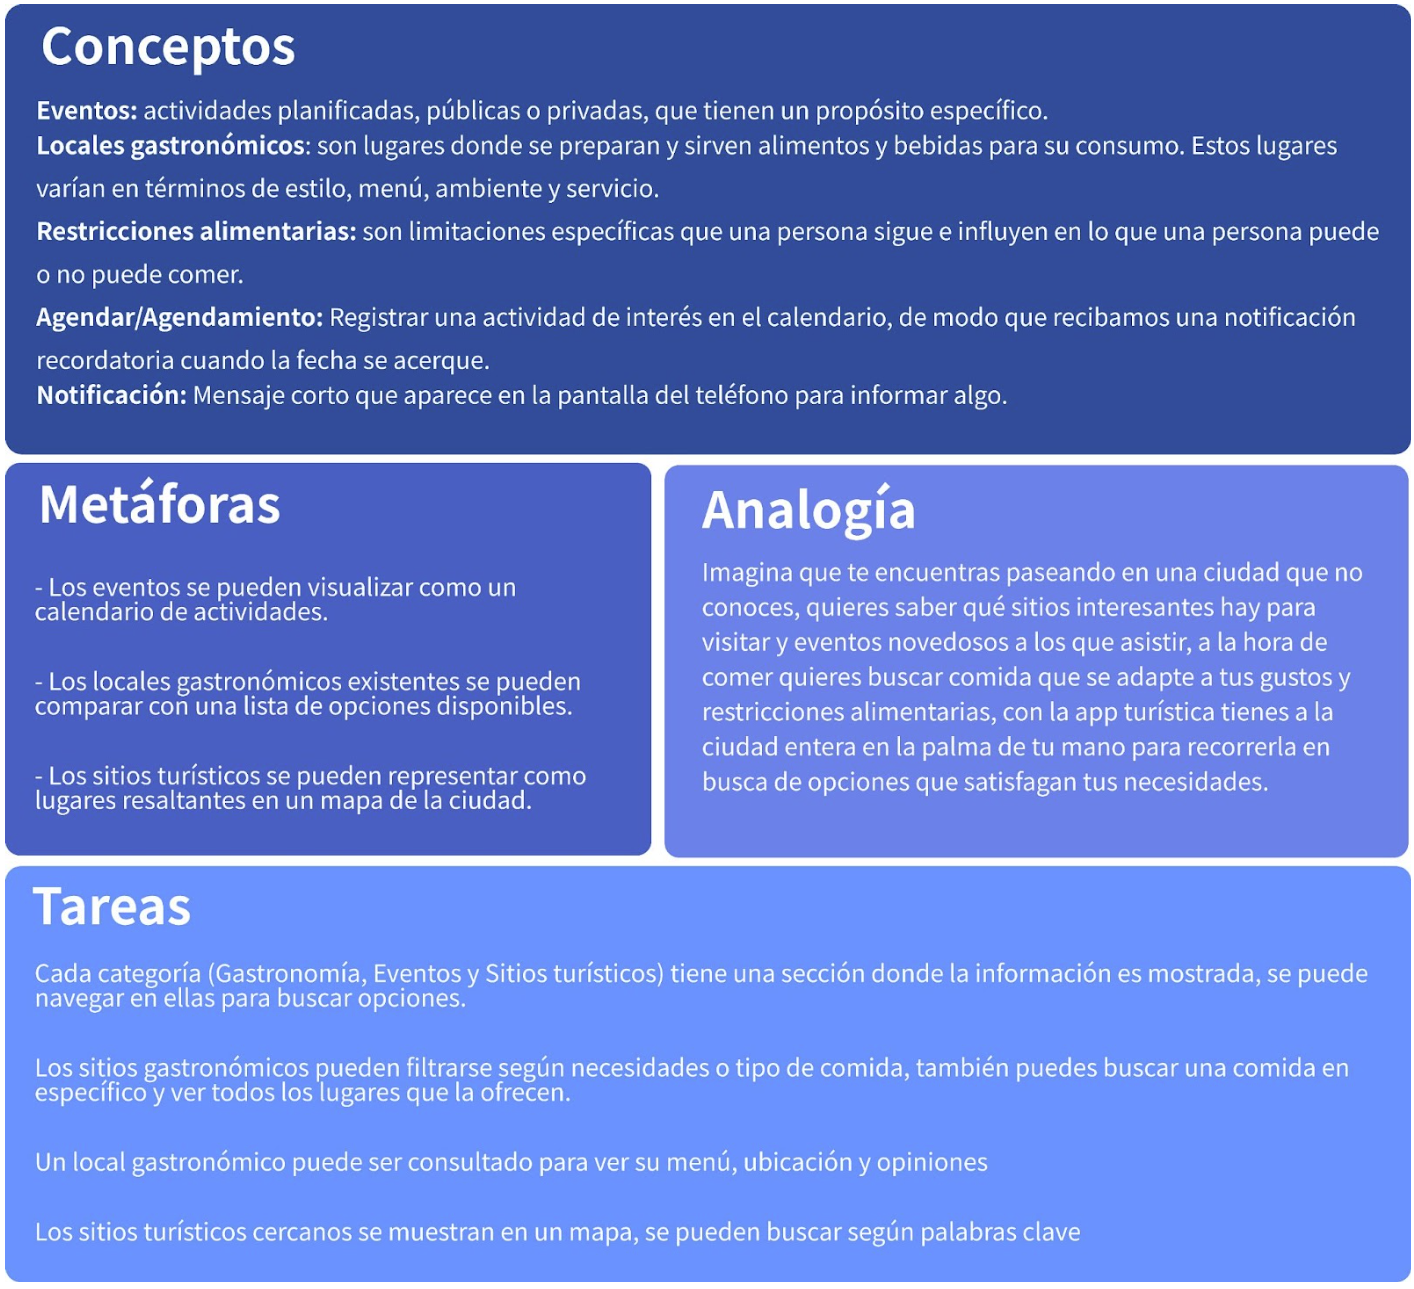 Conceptos
Eventos: actividades planificadas, públicas o privadas, que tienen un propósito específico.
Locales gastronómicos: son lugares donde se preparan y sirven alimentos y bebidas para su consumo. Estos lugares
varían en términos de estilo, menú, ambiente y servicio.
Restricciones alimentarias: son limitaciones específicas que una persona sigue e influyen en lo que una persona puede
o no puede comer.
Agendar/Agendamiento: Registrar una actividad de interés en el calendario, de modo que recibamos una notificación
recordatoria cuando la fecha se acerque.
Notificación: Mensaje corto que aparece en la pantalla del teléfono para informar algo.
Metáforas
- Los eventos se pueden visualizar como un
calendario de actividades.
- Los locales gastronómicos existentes se pueden
comparar con una lista de opciones disponibles.
- Los sitios turísticos se pueden representar como
lugares resaltantes en un mapa de la ciudad.
Analogía
Imagina que te encuentras paseando en una ciudad que no
conoces, quieres saber qué sitios interesantes hay para
visitar y eventos novedosos a los que asistir, a la hora de
comer quieres buscar comida que se adapte a tus gustos y
restricciones alimentarias, con la app turística tienes a la
ciudad entera en la palma de tu mano para recorrerla en
busca de opciones que satisfagan tus necesidades.
Tareas
Cada categoría (Gastronomía, Eventos y Sitios turísticos) tiene una sección donde la información es mostrada, se puede
navegar en ellas para buscar opciones.
Los sitios gastronómicos pueden filtrarse según necesidades o tipo de comida, también puedes buscar una comida en
específico y ver todos los lugares que la ofrecen.
Un local gastronómico puede ser consultado para ver su menú, ubicación y opiniones
Los sitios turísticos cercanos se muestran en un mapa, se pueden buscar según palabras clave